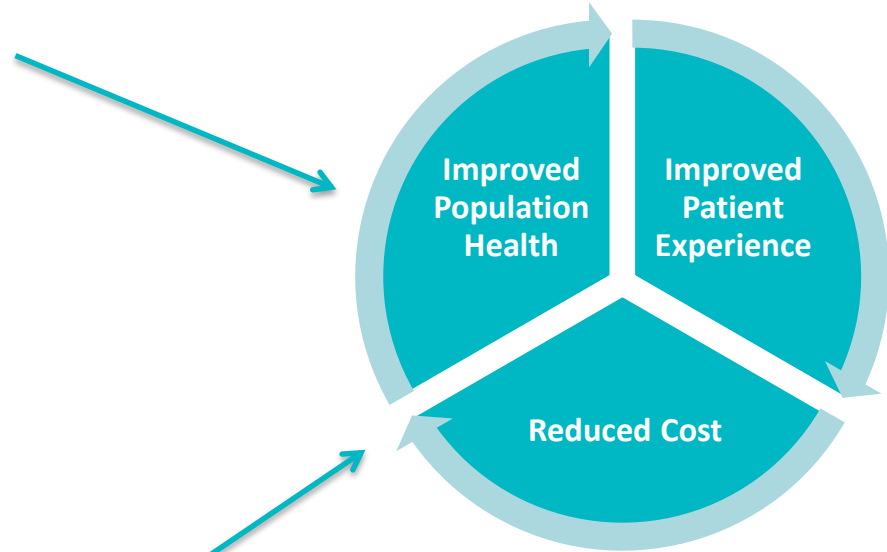 Improved
Population
Health
Improved
Patient
Experience
Reduced Cost